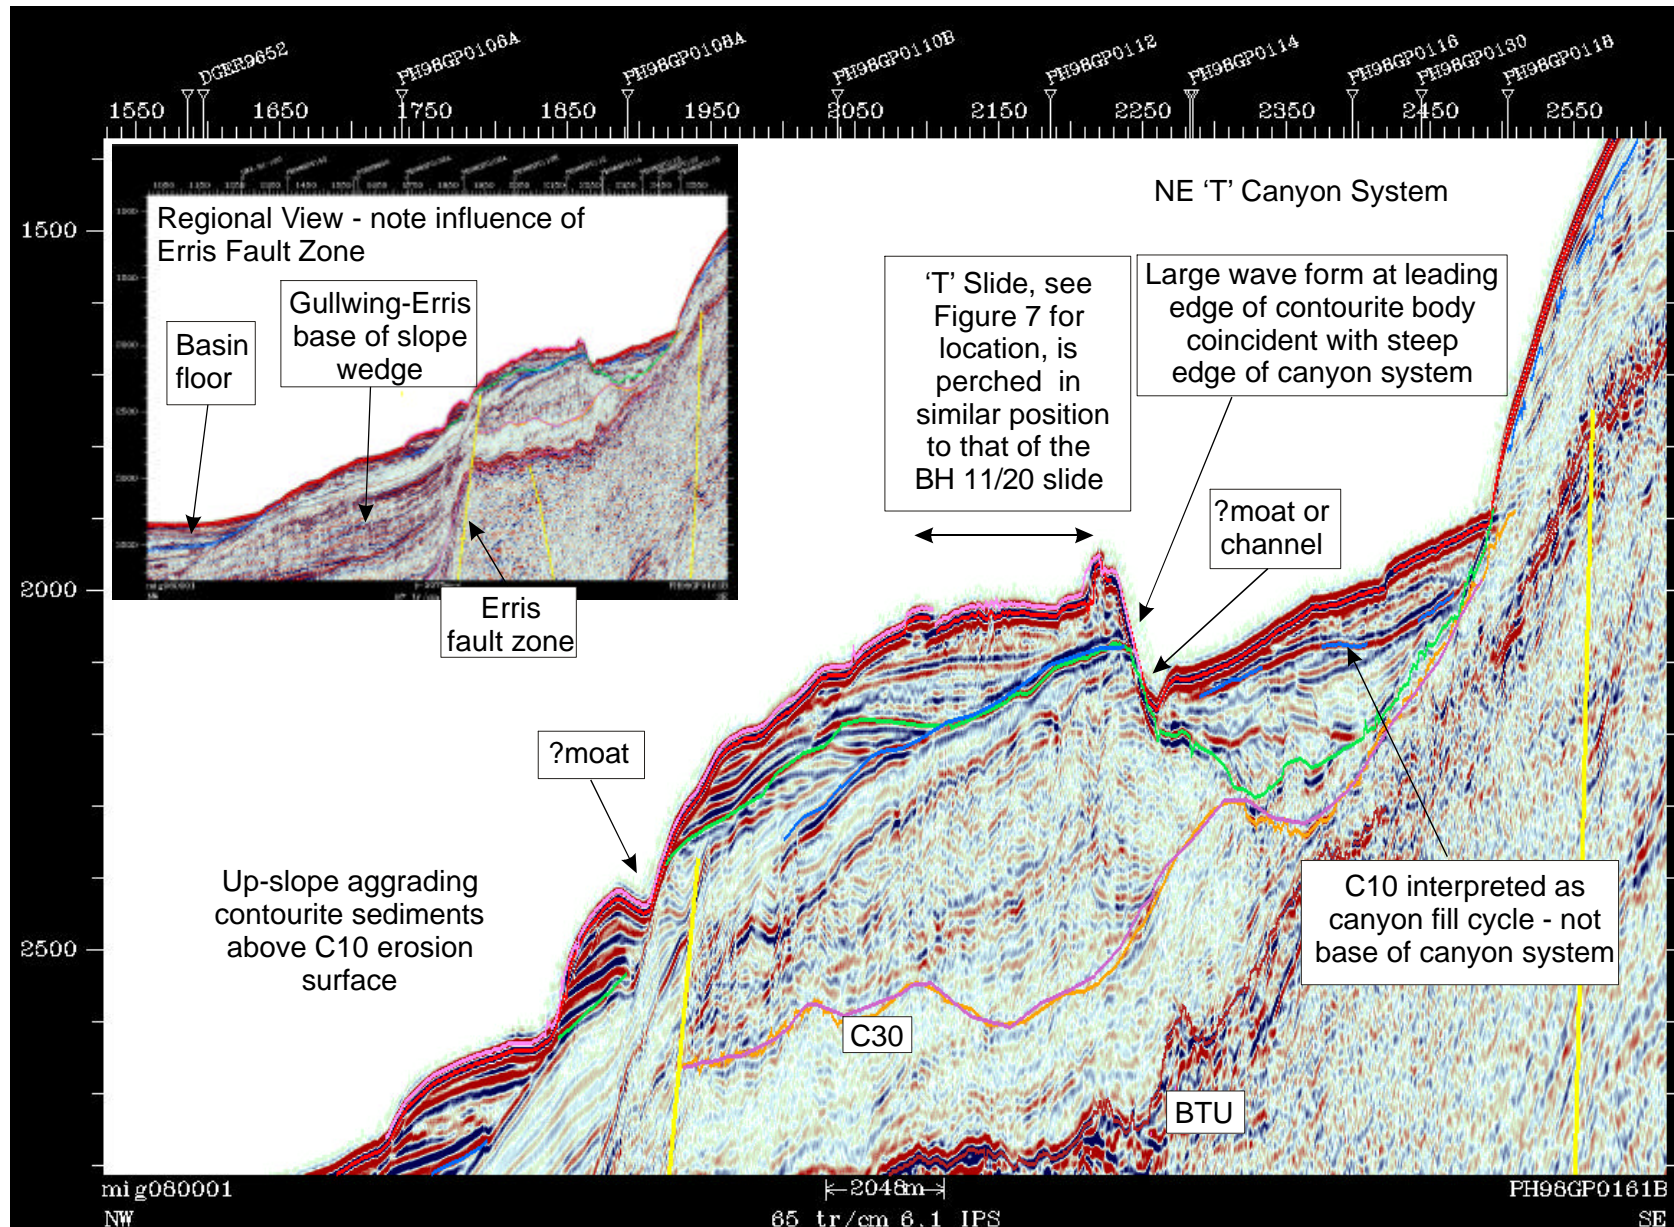 DGER9652
PH98GP0106A
PH98GP0108A
PH98GP0110B
PH98GP0112
PH98GP0114
PH98GP0116
PH98GP0130
PH98GP0118
1550 1650 1750 1850 1950 2050 2150 2250 2350 2450 2550
1500
2000
2500
Regional View - note influence of
Erris Fault Zone
Basin
floor
Gullwing-Erris
base of slope
wedge
Erris
fault zone
NE ‘T’ Canyon System
‘T’ Slide, see
Figure 7 for
location, is
perched in
similar position
to that of the
BH 11/20 slide
Large wave form at leading
edge of contourite body
coincident with steep
edge of canyon system
?moat or
channel
?moat
Up-slope aggrading
contourite sediments
above C10 erosion
surface
C10 interpreted as
canyon fill cycle - not
base of canyon system
C30
BTU
mig080001
2048m
PH98GP0161B
NW
65 tr/cm 6.1 IPS
SE